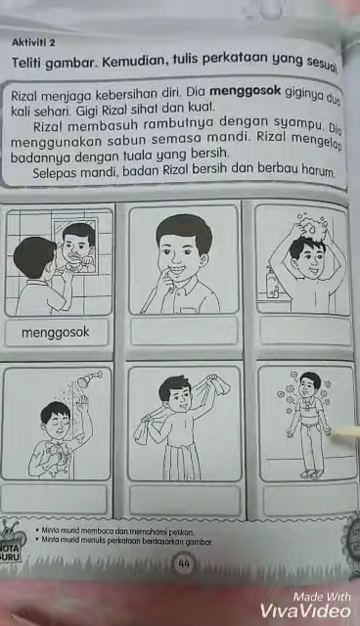 Aktiviti 2
Teliti gambar. Kemudian, tulis perkataan yang sesuai
Rizal menjaga kebersihan diri. Dia menggosok giginya dua
kali sehari. Gigi Rizal sihat dan kuat.
Rizal membasuh rambutnya dengan syampu. Dia
menggunakan sabun semasa mandi. Rizal mengelap
badannya dengan tuala yang bersih.
Selepas mandi, badan Rizal bersih dan berbau harum.
menggosok
NOTA
GURU
• Minta murid membaca dan memahami petikan.
• Minta murid menulis perkataan berdasarkan gambar.
44
Made With
VivaVideo